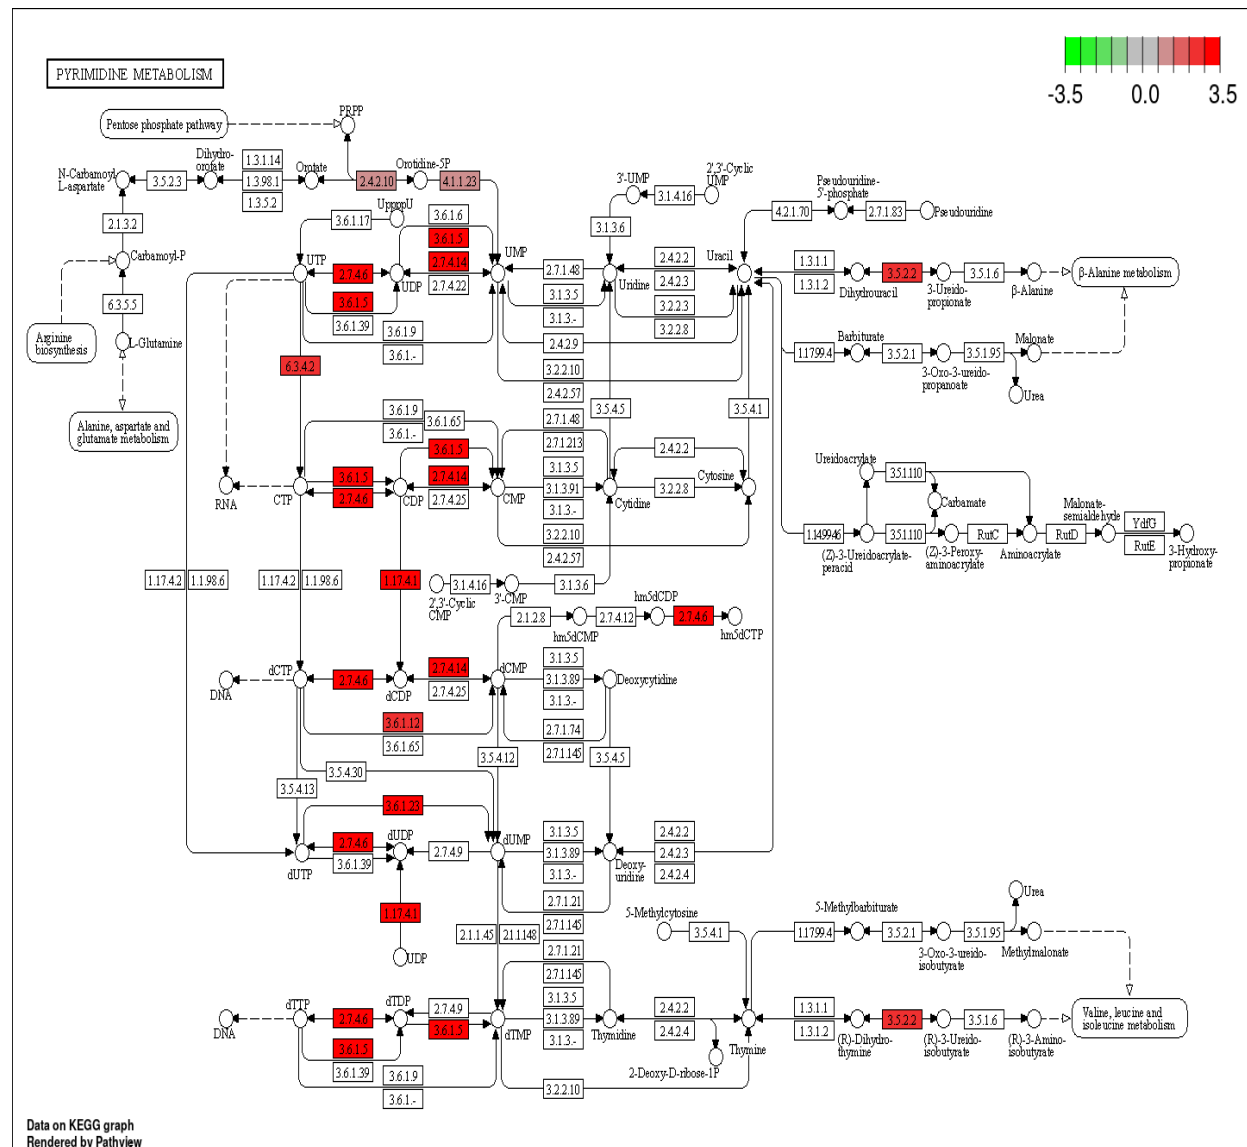 PYRIMIDINE METABOLISM
-3.5 0.0 3.5
Pentose phosphate pathway
PRPP
N-Carbamoyl-
L-aspartate
3.5.2.3
Dihydro-
orotate
1.3.1.14
1.3.98.1
1.3.5.2
Orotate
2.4.2.10
Orotidine-5P
4.1.1.23
2.1.3.2
Carbamoyl-P
6.3.5.5
Arginine
biosynthesis
L-Glutamine
Alanine, aspartate and
glutamate metabolism
UpppU
3.6.1.17
3.6.1.6
3.6.1.5
UTP
2.7.4.6
UDP
2.7.4.14
2.7.4.22
UMP
3.6.1.5
3.6.1.39
3.6.1.9
3.6.1.-
6.3.4.2
3'-UMP
3.1.4.16
2',3'-Cyclic
UMP
3.1.3.6
2.7.1.48
3.1.3.5
3.1.3.-
2.4.2.9
3.2.2.10
2.4.2.57
Uridine
2.4.2.2
2.4.2.3
3.2.2.3
3.2.2.8
Uracil
4.2.1.70
Pseudouridine-
5'-phosphate
2.7.1.83
Pseudouridine
1.3.1.1
1.3.1.2
Dihydrouracil
3.5.2.2
3-Ureido-
propionate
3.5.1.6
β-Alanine
β-Alanine metabolism
1.17.99.4
Barbiturate
3.5.2.1
3-Oxo-3-ureido-
propanoate
3.5.1.95
Malonate
Urea
3.5.4.5
3.5.4.1
3.6.1.9
3.6.1.-
3.6.1.65
3.6.1.5
RNA
CTP
3.6.1.5
2.7.4.6
CDP
2.7.4.14
2.7.4.25
CMP
2.7.1.48
2.7.1.213
3.1.3.5
3.1.3.91
3.1.3.-
3.2.2.10
2.4.2.57
Cytidine
2.4.2.2
3.2.2.8
Cytosine
Ureidoacrylate
3.5.1.110
Carbamate
1.14.99.46
3.5.1.110
(Z)-3-Ureidoacrylate-
peracid
(Z)-3-Peroxy-
aminoacrylate
RutC
Aminoacrylate
RutD
Malonate-
semialdehyde
YdfG
RutE
3-Hydroxy-
propionate
1.17.4.2 1.1.98.6
1.17.4.2 1.1.98.6
1.17.4.1
2',3'-Cyclic
CMP
3.1.4.16
3'-CMP
3.1.3.6
2.1.2.8
hm5dCMP
2.7.4.12
hm5dCDP
2.7.4.6
hm5dCTP
DNA
dCTP
2.7.4.6
dCDP
2.7.4.14
2.7.4.25
dCMP
3.1.3.5
3.1.3.89
3.1.3.-
Deoxycytidine
3.6.1.12
3.6.1.65
2.7.1.74
2.7.1.145
3.5.4.12
3.5.4.5
3.5.4.30
3.5.4.13
3.6.1.23
dUTP
2.7.4.6
3.6.1.39
dUDP
2.7.4.9
dUMP
3.1.3.5
3.1.3.89
3.1.3.-
Deoxy-
uridine
2.4.2.2
2.4.2.3
2.4.2.4
1.17.4.1
UDP
2.7.1.21
2.7.1.145
2.1.1.45 2.1.1.148
2.7.1.21
2.7.1.145
5-Methylcytosine
3.5.4.1
1.17.99.4
5-Methylbarbiturate
3.5.2.1
3-Oxo-3-ureido-
isobutyrate
3.5.1.95
Urea
Methylmalonate
DNA
dTTP
2.7.4.6
dTDP
2.7.4.9
3.6.1.5
dTMP
3.1.3.5
3.1.3.89
3.1.3.-
Thymidine
2.4.2.2
2.4.2.4
Thymine
2-Deoxy-D-ribose-1P
1.3.1.1
1.3.1.2
(R)-Dihydro-
thymine
3.5.2.2
(R)-3-Ureido-
isobutyrate
3.5.1.6
(R)-3-Amino-
isobutyrate
Valine, leucine and
isoleucine metabolism
3.6.1.5
3.6.1.39
3.6.1.9
3.6.1.-
3.2.2.10
Data on KEGG graph
Rendered by Pathview